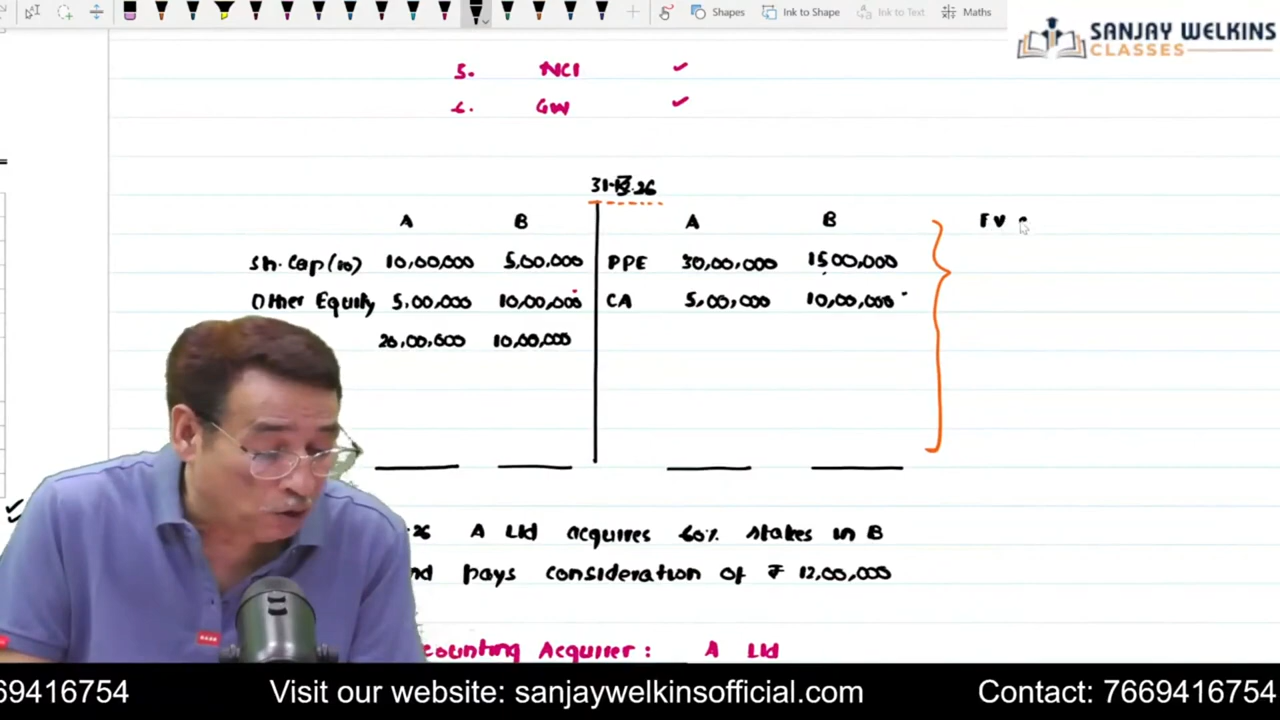 Shapes Ink to Shape Ink to Text Maths
SANJAY WELKINS
CLASSES
5. NCI ✓
6. GW ✓
A B A B FV
Sh. Cap (10) 10,00,000 5,00,000 PPE 30,00,000 1500,000
Other Equity 5,00,000 10,00,000 CA 5,00,000 10,00,000
20,00,000 10,00,000
26 A Ltd acquires 60% stakes in B
nd pays consideration of ₹ 12,00,000
counting Acquirer: A Ltd
69416754 Visit our website: sanjaywelkinsofficial.com Contact: 7669416754